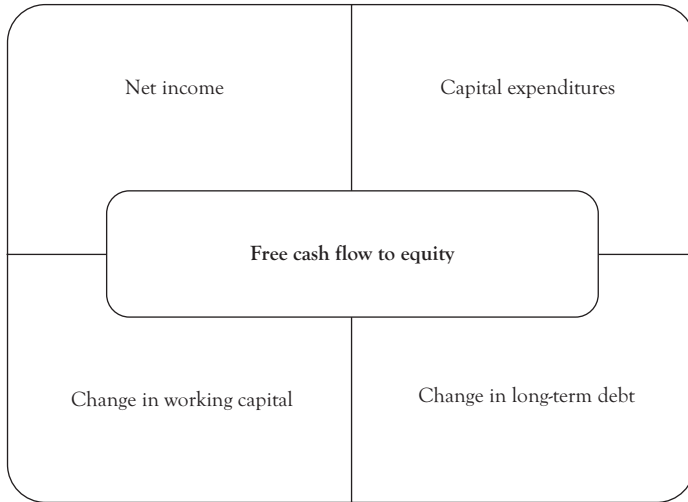 Net income
Capital expenditures
Free cash flow to equity
Change in working capital
Change in long-term debt